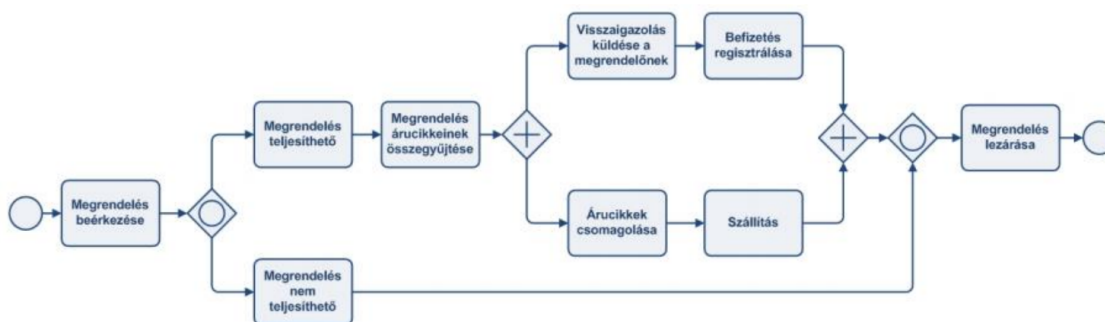 Megrendelés
beérkezése
Megrendelés
teljesíthető
Megrendelés
árucikkeinek
összegyűjtése
Visszaigazolás
küldése a
megrendelőnek
Befizetés
regisztrálása
Árucikkek
csomagolása
Szállítás
Megrendelés
nem
teljesíthető
Megrendelés
lezárása